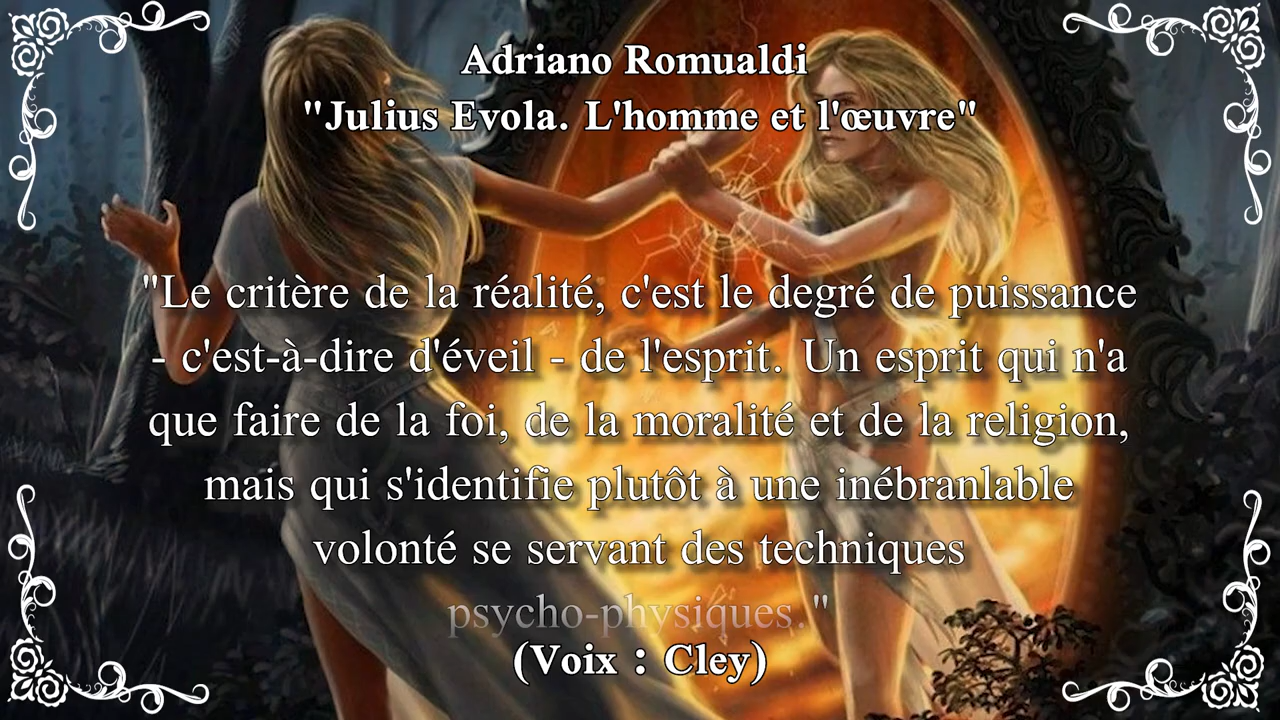 Adriano Romualdi
"Julius Evola. L'homme et l'œuvre"
"Le critère de la réalité, c'est le degré de puissance
- c'est-à-dire d'éveil - de l'esprit. Un esprit qui n'a
que faire de la foi, de la moralité et de la religion,
mais qui s'identifie plutôt à une inébranlable
volonté se servant des techniques
psycho-physiques."
(Voix : Cley)